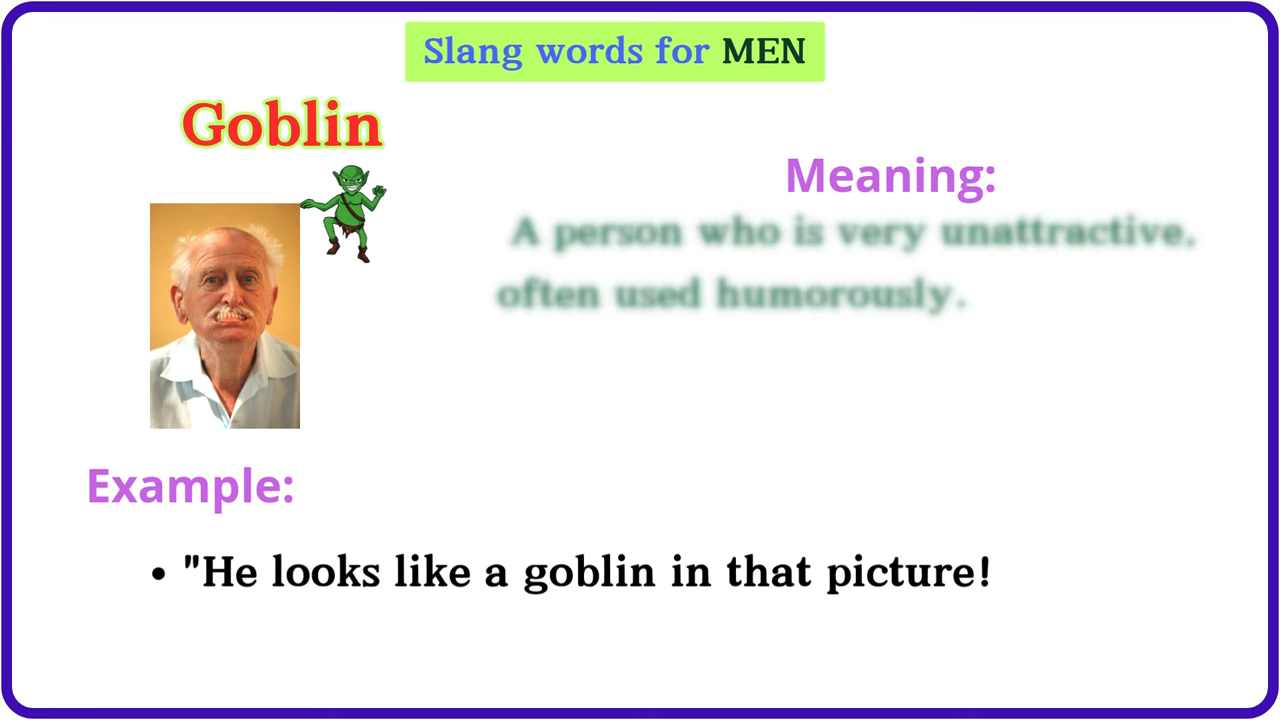 Slang words for MEN
Goblin
Meaning:
A person who is very unattractive,
often used humorously.
Example:
• "He looks like a goblin in that picture!